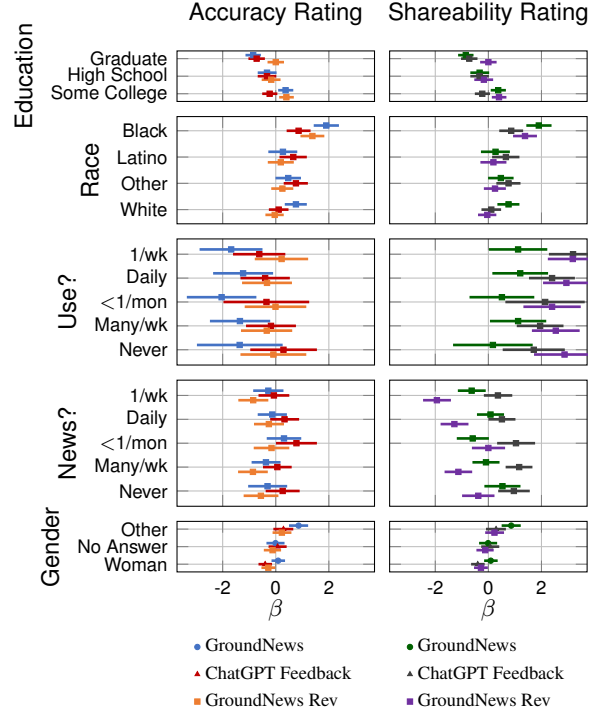 Accuracy Rating Shareability Rating
Education
Graduate
High School
Some College
Race
Black
Latino
Other
White
Use?
1/wk
Daily
<1/mon
Many/wk
Never
News?
1/wk
Daily
<1/mon
Many/wk
Never
Gender
Other
No Answer
Woman
-2 0 2 -2 0 2
β β
GroundNews GroundNews
ChatGPT Feedback ChatGPT Feedback
GroundNews Rev GroundNews Rev